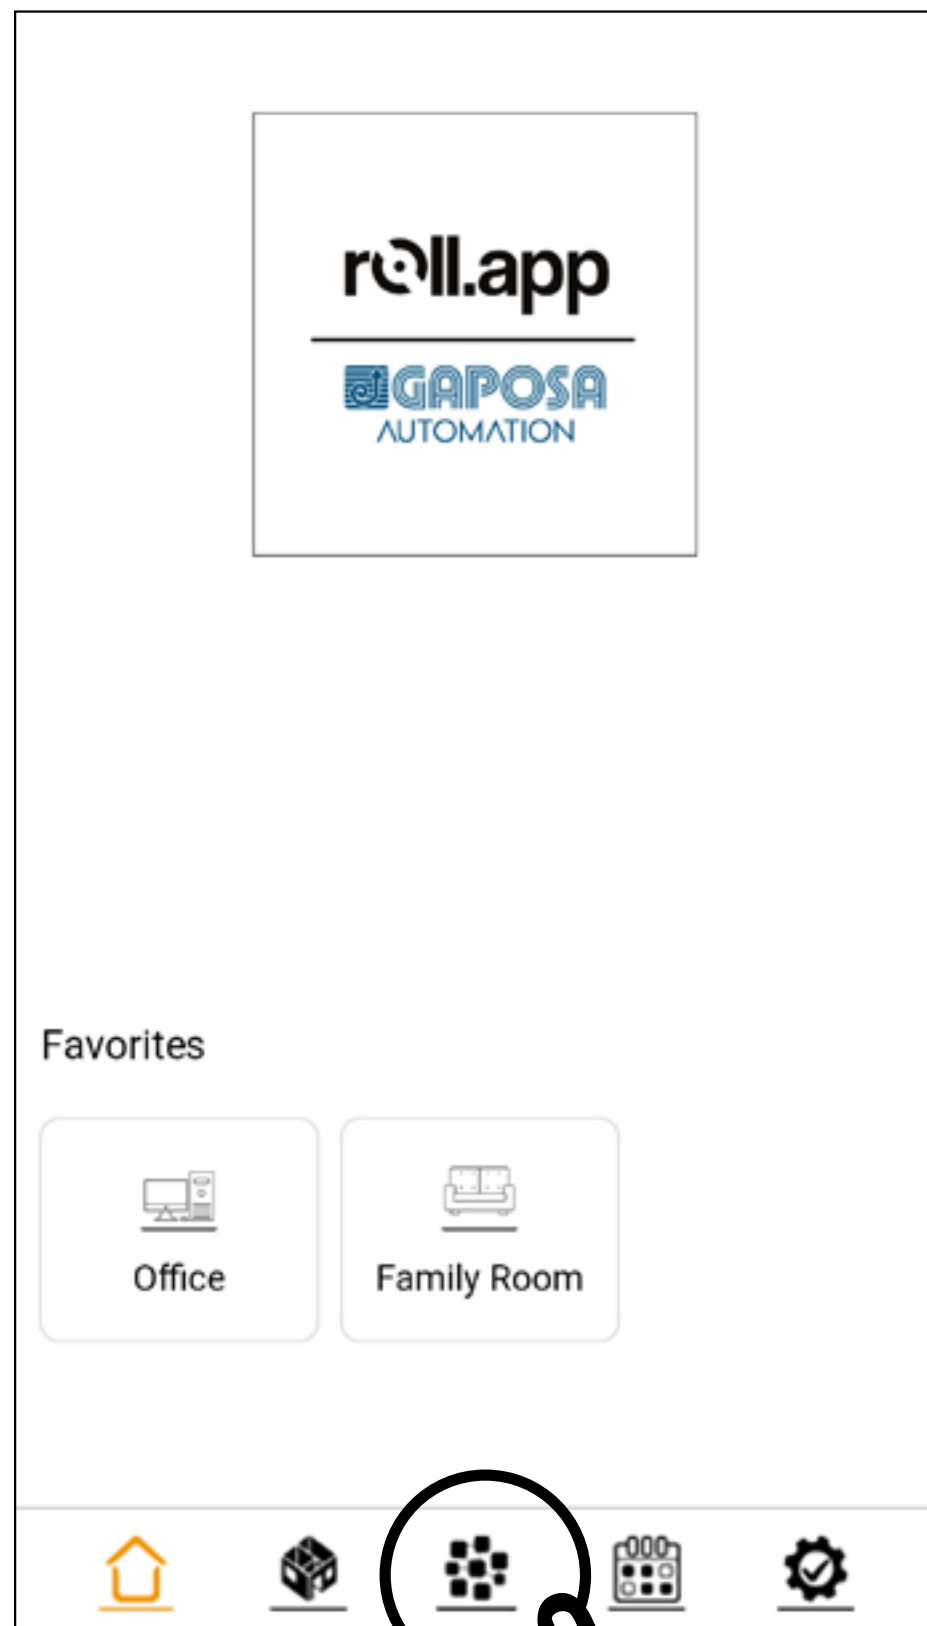 roll.app
GAPOSA
AUTOMATION
Favorites
Office
Family Room